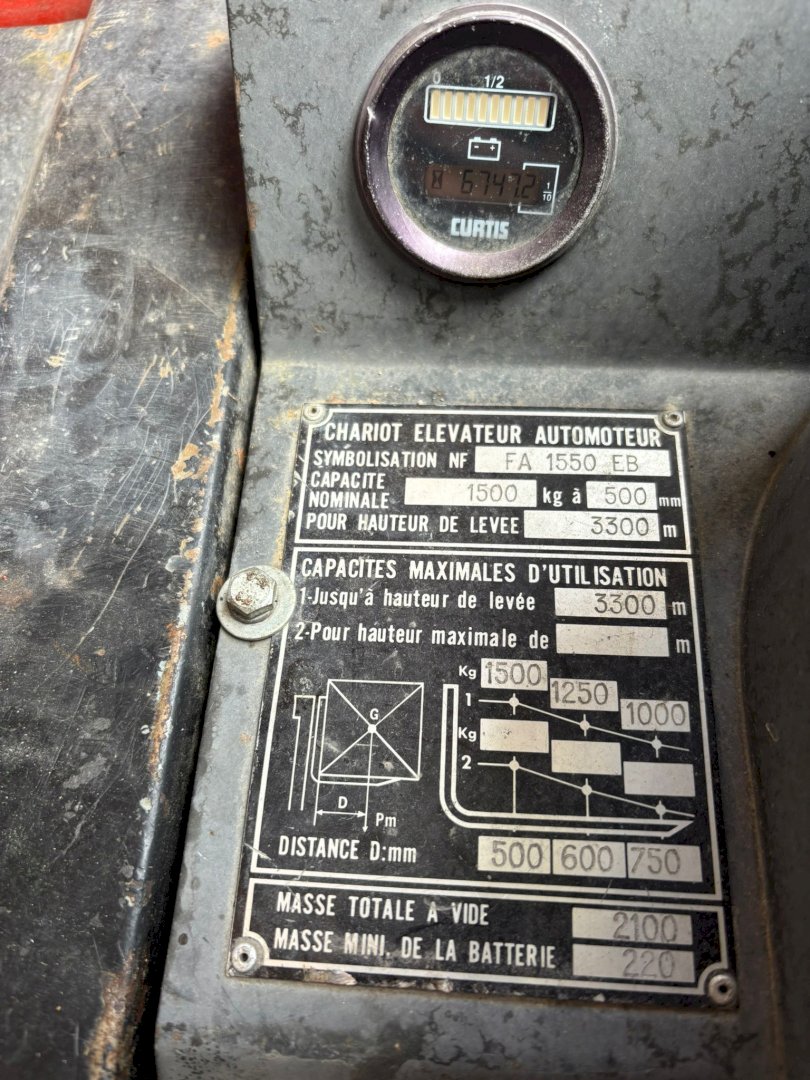 0 1/2
- +
6747.2 1/10
CURTIS
CHARIOT ELEVATEUR AUTOMOTEUR
SYMBOLISATION NF FA 1550 EB
CAPACITE NOMINALE 1500 kg à 500 mm
POUR HAUTEUR DE LEVEE 3300 m
CAPACITES MAXIMALES D'UTILISATION
1-Jusqu'à hauteur de levée 3300 m
2-Pour hauteur maximale de m
Kg 1500 1250 1000
1
Kg
2
G
D
Pm
DISTANCE D:mm 500 600 750
MASSE TOTALE A VIDE 2100
MASSE MINI. DE LA BATTERIE 220